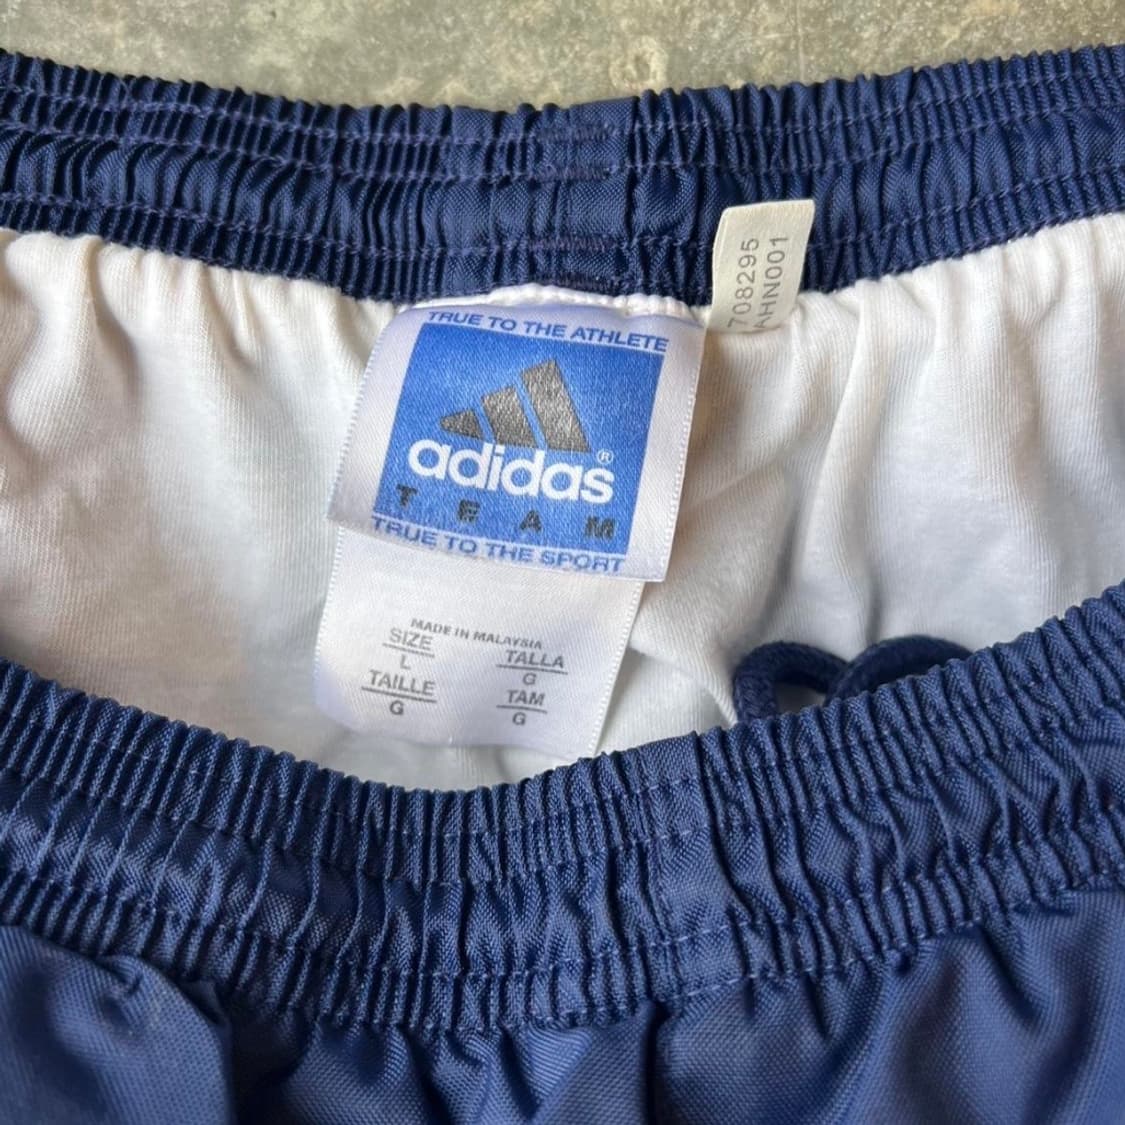 708295
AHN001
TRUE TO THE ATHLETE
adidas®
TEAM
TRUE TO THE SPORT
MADE IN MALAYSIA
SIZE
L
TALLA
G
TAILLE
G
TAM
G